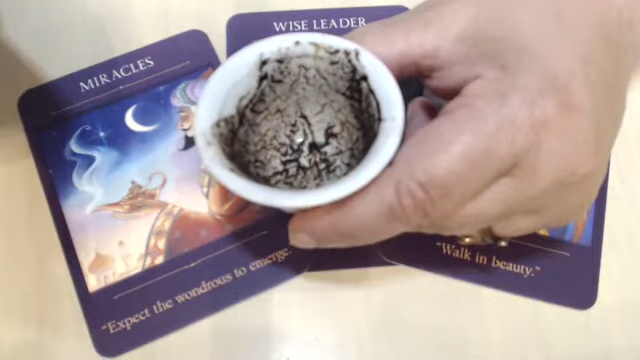 MIRACLES
WISE LEADER
"Expect the wondrous to emerge."
"Walk in beauty."